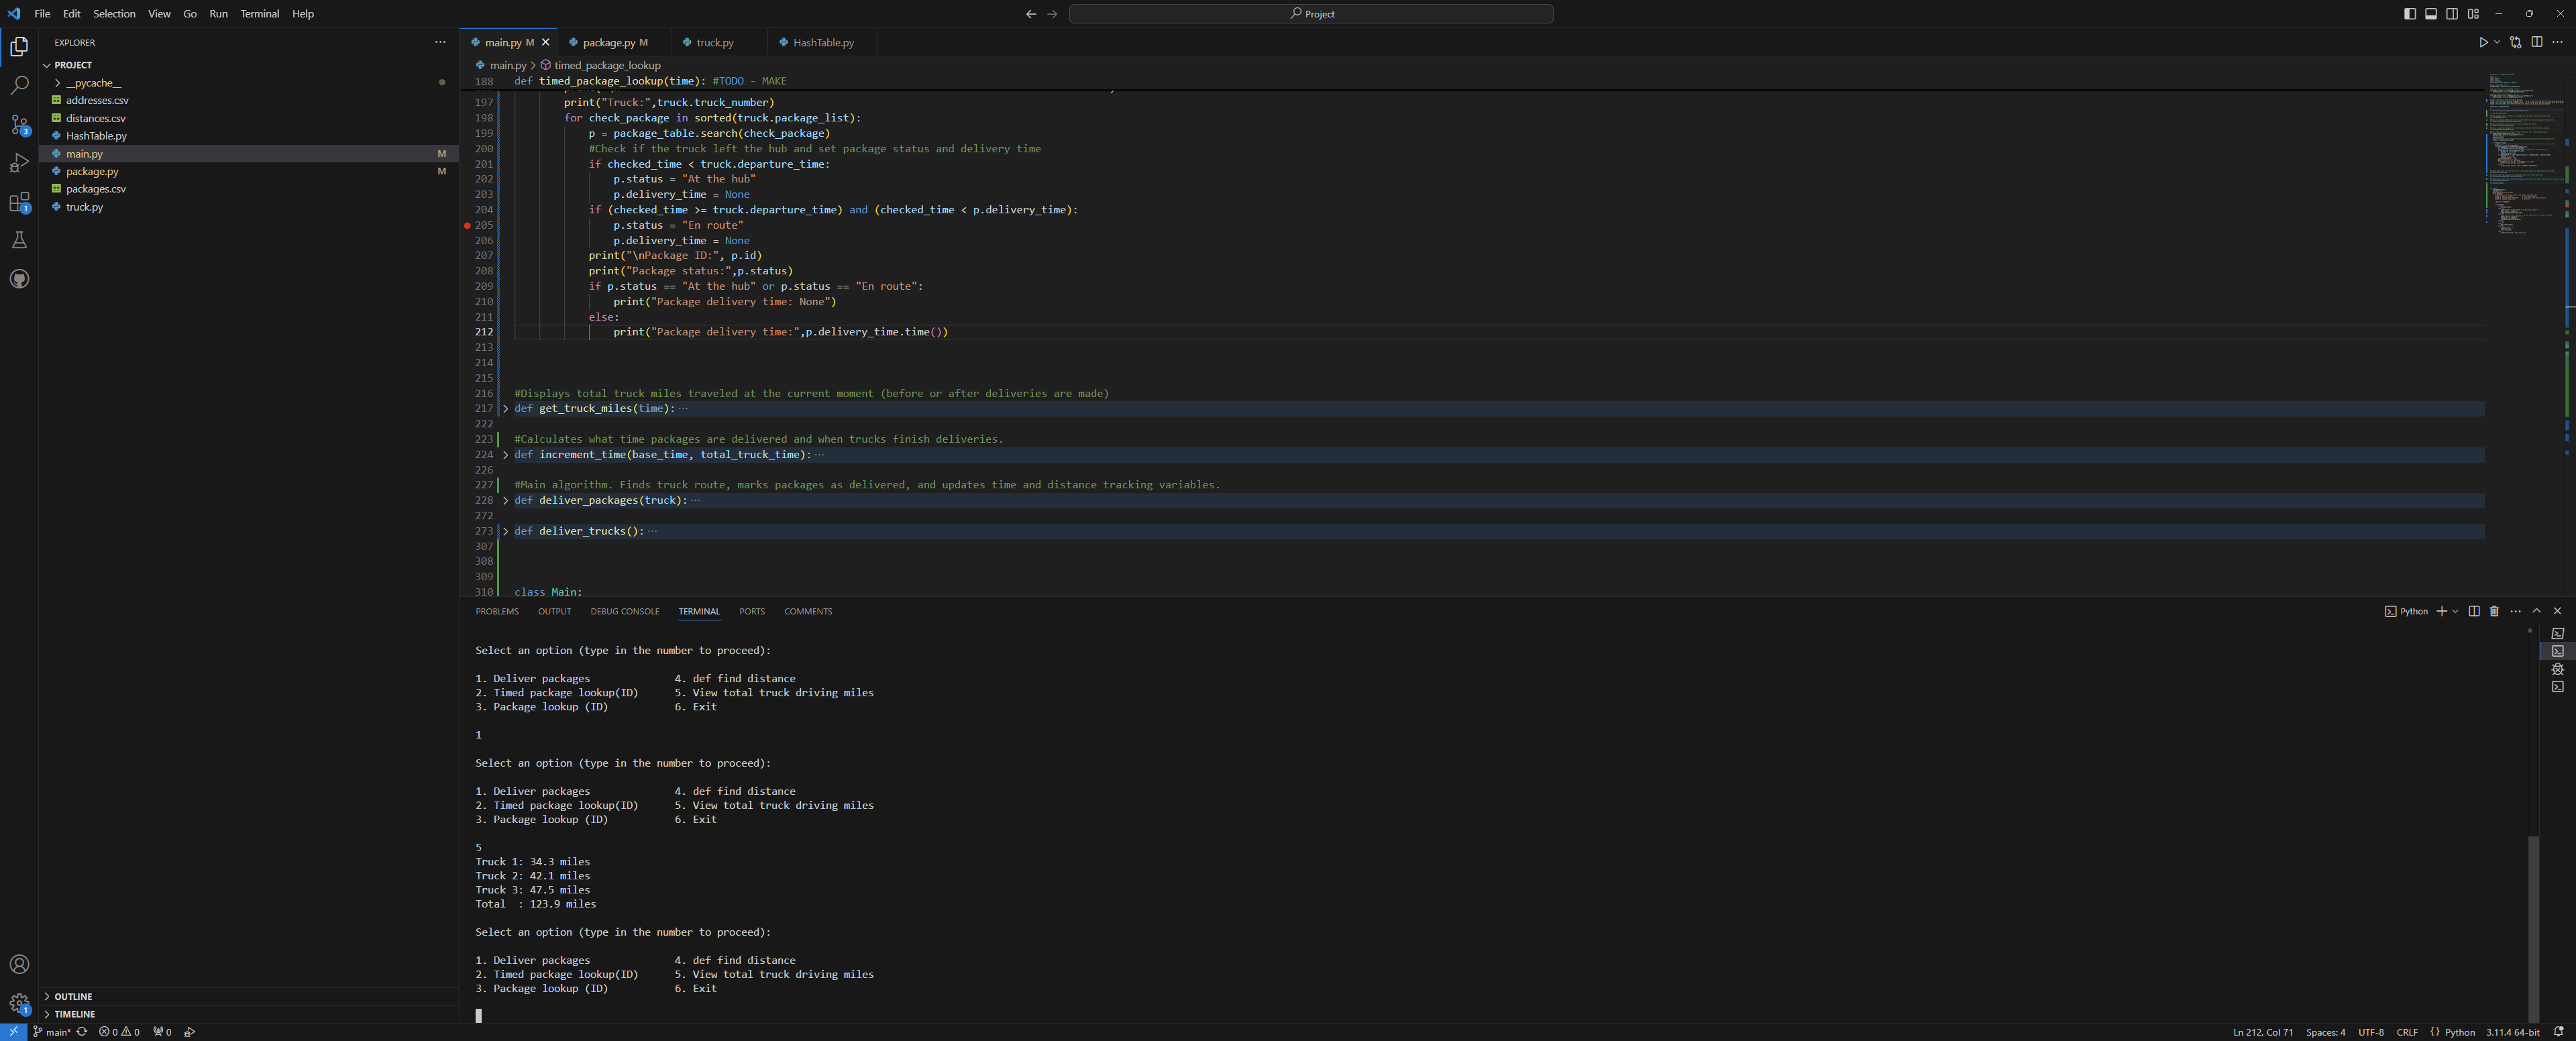 File Edit Selection View Go Run Terminal Help
Project
EXPLORER
PROJECT
__pycache__
addresses.csv
distances.csv
HashTable.py
main.py M
package.py M
packages.csv
truck.py
OUTLINE
TIMELINE
main.py M package.py M truck.py HashTable.py
main.py > timed_package_lookup
188 def timed_package_lookup(time): #TODO - MAKE
197 print("Truck:",truck.truck_number)
198 for check_package in sorted(truck.package_list):
199 p = package_table.search(check_package)
200 #Check if the truck left the hub and set package status and delivery time
201 if checked_time < truck.departure_time:
202 p.status = "At the hub"
203 p.delivery_time = None
204 if (checked_time >= truck.departure_time) and (checked_time < p.delivery_time):
205 p.status = "En route"
206 p.delivery_time = None
207 print("\nPackage ID:", p.id)
208 print("Package status:",p.status)
209 if p.status == "At the hub" or p.status == "En route":
210 print("Package delivery time: None")
211 else:
212 print("Package delivery time:",p.delivery_time.time())
213
214
215
216 #Displays total truck miles traveled at the current moment (before or after deliveries are made)
217 def get_truck_miles(time): ...
222
223 #Calculates what time packages are delivered and when trucks finish deliveries.
224 def increment_time(base_time, total_truck_time): ...
226
227 #Main algorithm. Finds truck route, marks packages as delivered, and updates time and distance tracking variables.
228 def deliver_packages(truck): ...
272
273 def deliver_trucks(): ...
307
308
309
310 class Main:
PROBLEMS OUTPUT DEBUG CONSOLE TERMINAL PORTS COMMENTS
Python
Select an option (type in the number to proceed):
1. Deliver packages 4. def find distance
2. Timed package lookup(ID) 5. View total truck driving miles
3. Package lookup (ID) 6. Exit
1
Select an option (type in the number to proceed):
1. Deliver packages 4. def find distance
2. Timed package lookup(ID) 5. View total truck driving miles
3. Package lookup (ID) 6. Exit
5
Truck 1: 34.3 miles
Truck 2: 42.1 miles
Truck 3: 47.5 miles
Total  : 123.9 miles
Select an option (type in the number to proceed):
1. Deliver packages 4. def find distance
2. Timed package lookup(ID) 5. View total truck driving miles
3. Package lookup (ID) 6. Exit
3
1
1
main* 0 0 0 Ln 212, Col 71 Spaces: 4 UTF-8 CRLF Python 3.11.4 64-bit